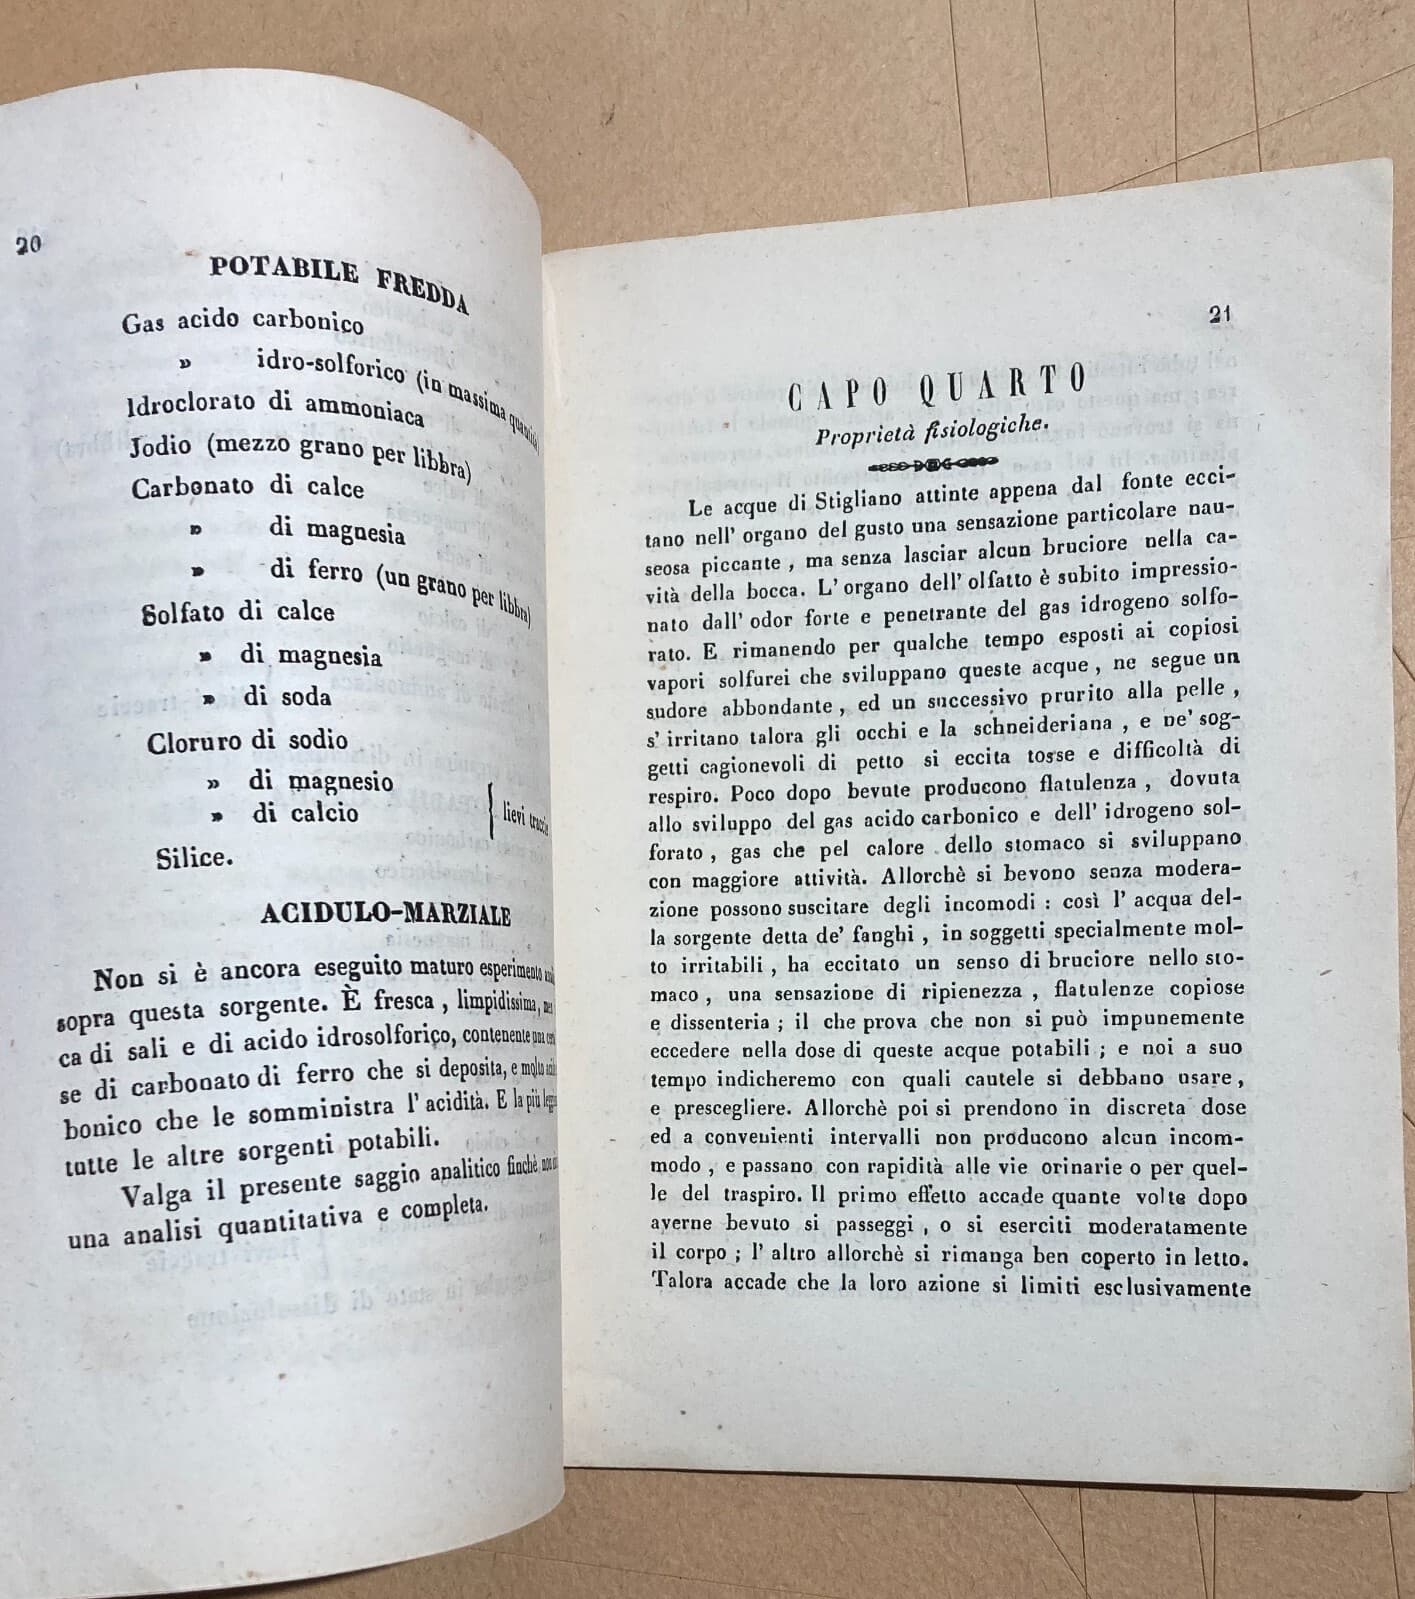 20
POTABILE FREDDA
Gas acido carbonico
» idro-solforico (in massima quantità)
Idroclorato di ammoniaca
Jodio (mezzo grano per libbra)
Carbonato di calce
» di magnesia
» di ferro (un grano per libbra)
Solfato di calce
» di magnesia
» di soda
Cloruro di sodio
» di magnesio
» di calcio } lievi traccie
Silice.
ACIDULO-MARZIALE
Non si è ancora eseguito maturo esperimento
sopra questa sorgente. È fresca, limpidissima,
ca di sali e di acido idrosolforico, contenente una
se di carbonato di ferro che si deposita, e molto
bonico che le somministra l' acidità. E la più
tutte le altre sorgenti potabili.
Valga il presente saggio analitico finchè non
una analisi quantitativa e completa.
21
CAPO QUARTO
Proprietà fisiologiche.
Le acque di Stigliano attinte appena dal fonte ecci-
tano nell' organo del gusto una sensazione particolare nau-
seosa piccante, ma senza lasciar alcun bruciore nella ca-
vità della bocca. L' organo dell' olfatto è subito impressio-
nato dall' odor forte e penetrante del gas idrogeno solfo-
rato. E rimanendo per qualche tempo esposti ai copiosi
vapori solfurei che sviluppano queste acque, ne segue un
sudore abbondante, ed un successivo prurito alla pelle,
s' irritano talora gli occhi e la schneideriana, e ne' sog-
getti cagionevoli di petto si eccita tosse e difficoltà di
respiro. Poco dopo bevute producono flatulenza, dovuta
allo sviluppo del gas acido carbonico e dell' idrogeno sol-
forato, gas che pel calore dello stomaco si sviluppano
con maggiore attività. Allorchè si bevono senza modera-
zione possono suscitare degli incomodi: così l' acqua del-
la sorgente detta de' fanghi, in soggetti specialmente mol-
to irritabili, ha eccitato un senso di bruciore nello sto-
maco, una sensazione di ripienezza, flatulenze copiose
e dissenteria; il che prova che non si può impunemente
eccedere nella dose di queste acque potabili; e noi a suo
tempo indicheremo con quali cautele si debbano usare,
e prescegliere. Allorchè poi si prendono in discreta dose
ed a convenienti intervalli non producono alcun incom-
modo, e passano con rapidità alle vie orinarie o per quel-
le del traspiro. Il primo effetto accade quante volte dopo
averne bevuto si passeggi, o si eserciti moderatamente
il corpo; l' altro allorchè si rimanga ben coperto in letto.
Talora accade che la loro azione si limiti esclusivamente